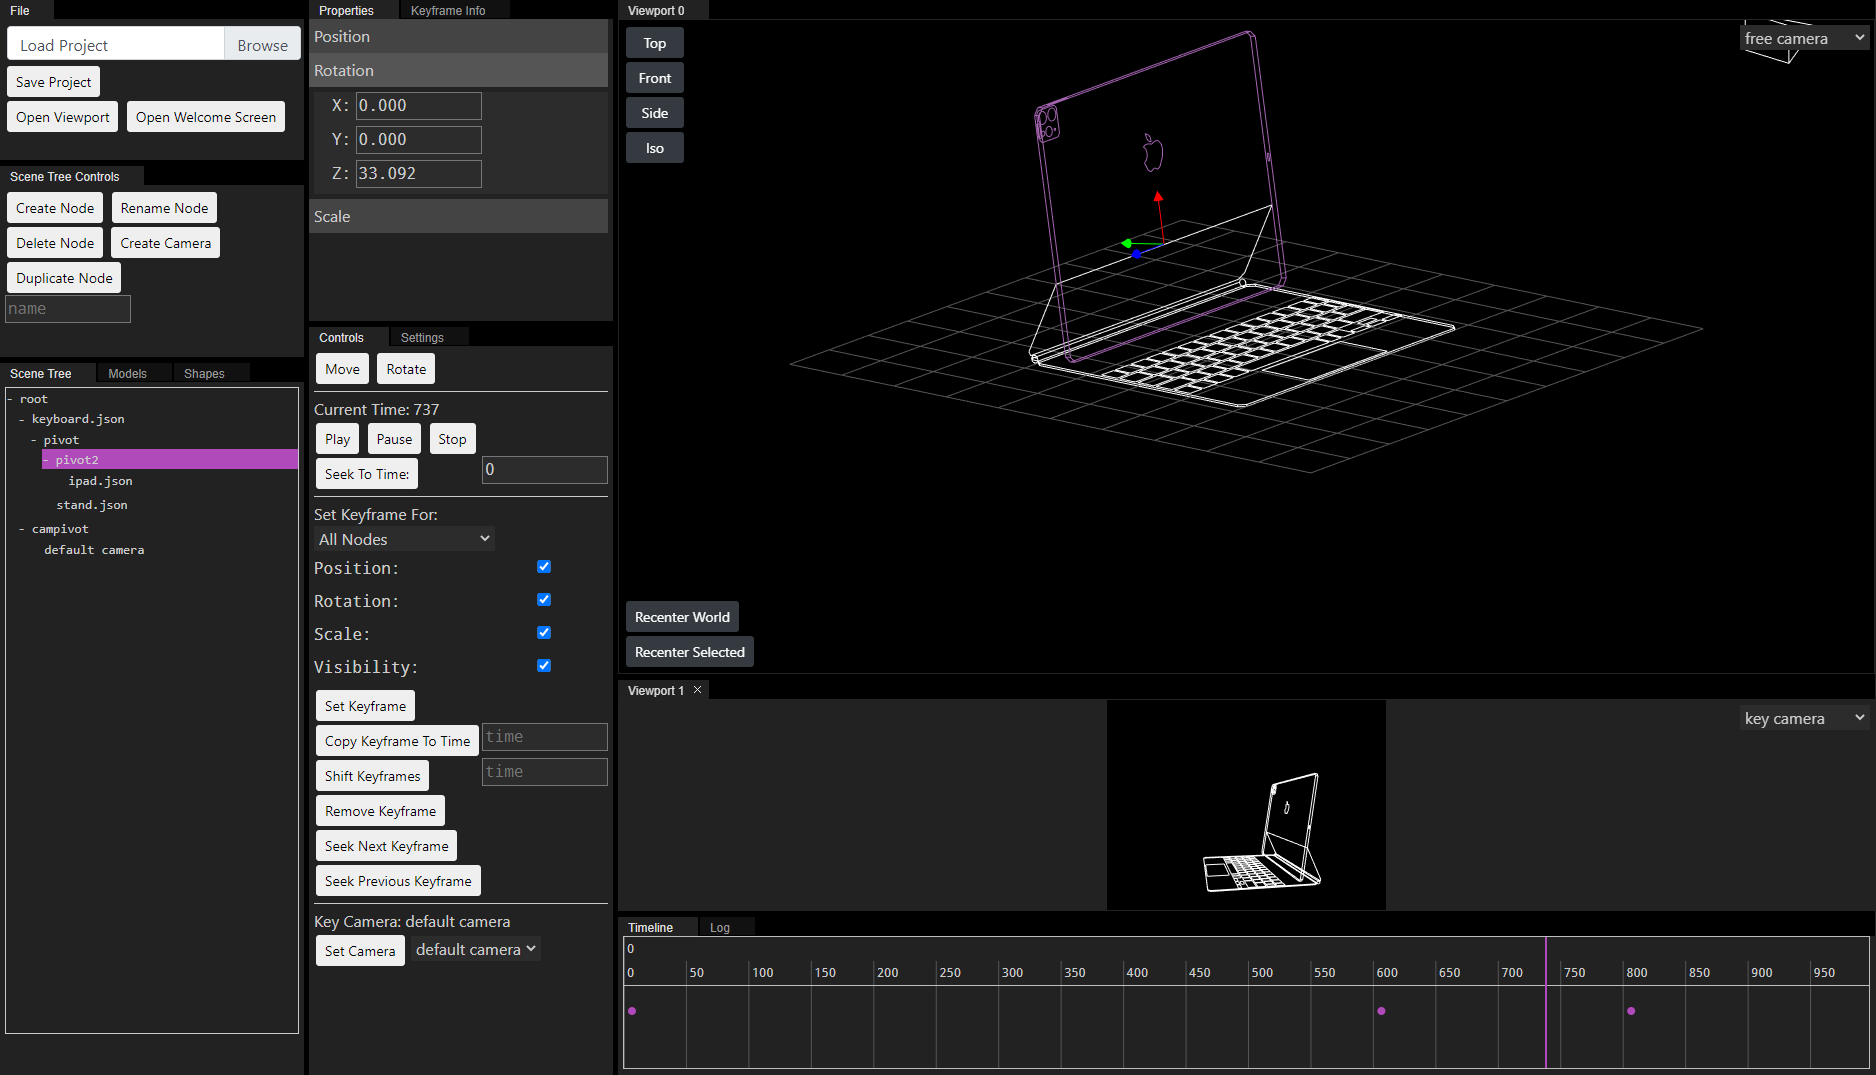 File
Load Project
Browse
Save Project
Open Viewport
Open Welcome Screen
Scene Tree Controls
Create Node
Rename Node
Delete Node
Create Camera
Duplicate Node
name
Scene Tree
Models
Shapes
- root
- keyboard.json
- pivot
- pivot2
ipad.json
stand.json
- campivot
default camera
Properties
Keyframe Info
Position
Rotation
X: 0.000
Y: 0.000
Z: 33.092
Scale
Controls
Settings
Move
Rotate
Current Time: 737
Play
Pause
Stop
Seek To Time:
0
Set Keyframe For:
All Nodes
Position:
Rotation:
Scale:
Visibility:
Set Keyframe
Copy Keyframe To Time
time
Shift Keyframes
time
Remove Keyframe
Seek Next Keyframe
Seek Previous Keyframe
Key Camera: default camera
Set Camera
default camera
Viewport 0
Top
Front
Side
Iso
free camera
Recenter World
Recenter Selected
Viewport 1
key camera
Timeline
Log
0
0 50 100 150 200 250 300 350 400 450 500 550 600 650 700 750 800 850 900 950